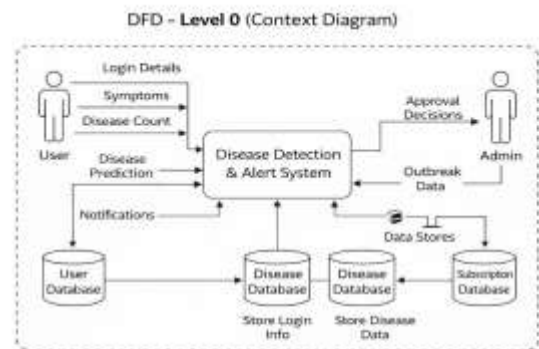 DFD - Level 0 (Context Diagram)
Login Details
Symptoms
Disease Count
User
Disease
Prediction
Notifications
Disease Detection
& Alert System
Approval
Decisions
Admin
Outbreak
Data
Data Stores
User
Database
Disease
Database
Disease
Database
Subscription
Database
Store Login
Info
Store Disease
Data